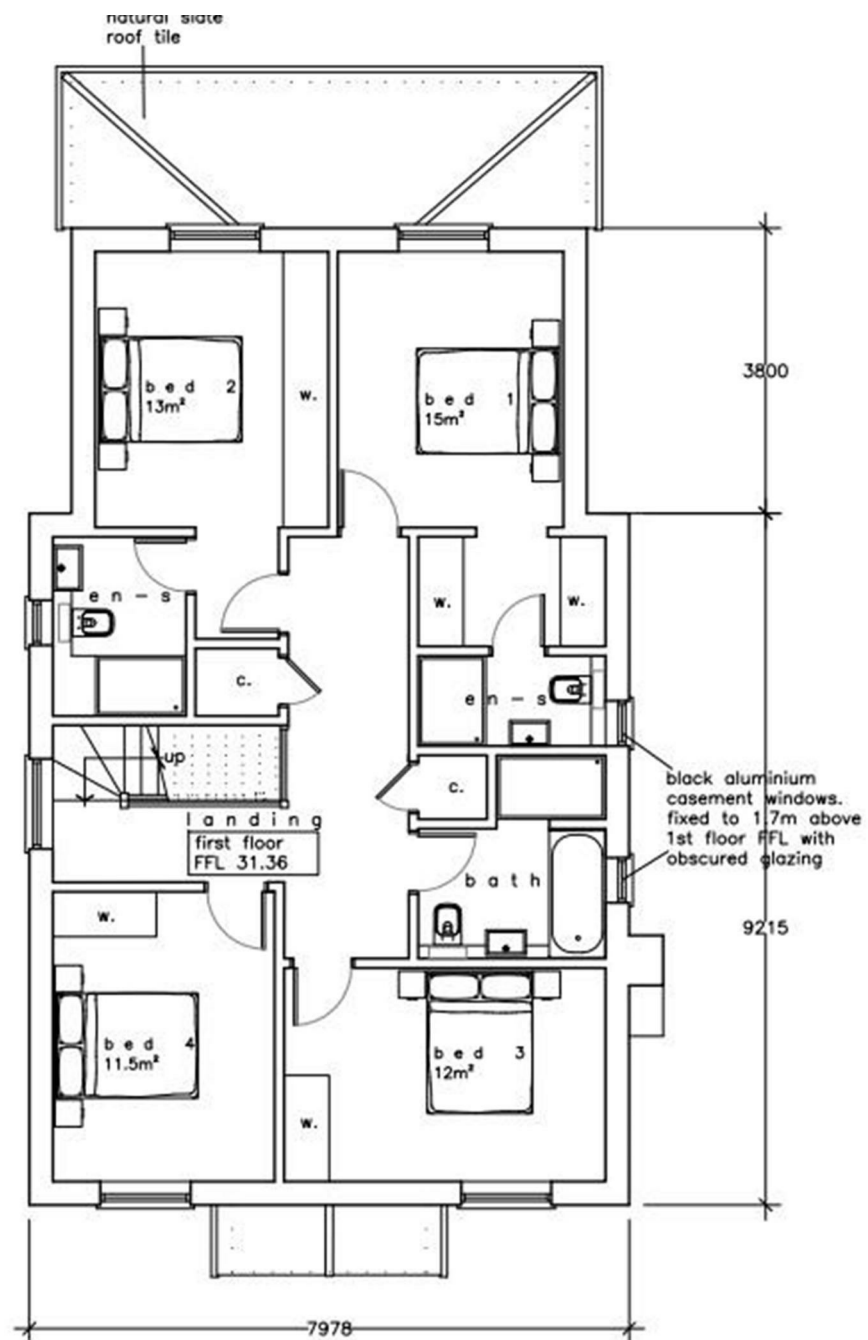 natural slate
roof tile
3800
bed 2
13m²
w.
bed 1
15m²
en-s
w.
w.
c.
en-s
up
c.
black aluminium
casement windows.
fixed to 1.7m above
1st floor FFL with
obscured glazing
landing
first floor
FFL 31.36
bath
w.
9215
bed 4
11.5m²
bed 3
12m²
w.
7978